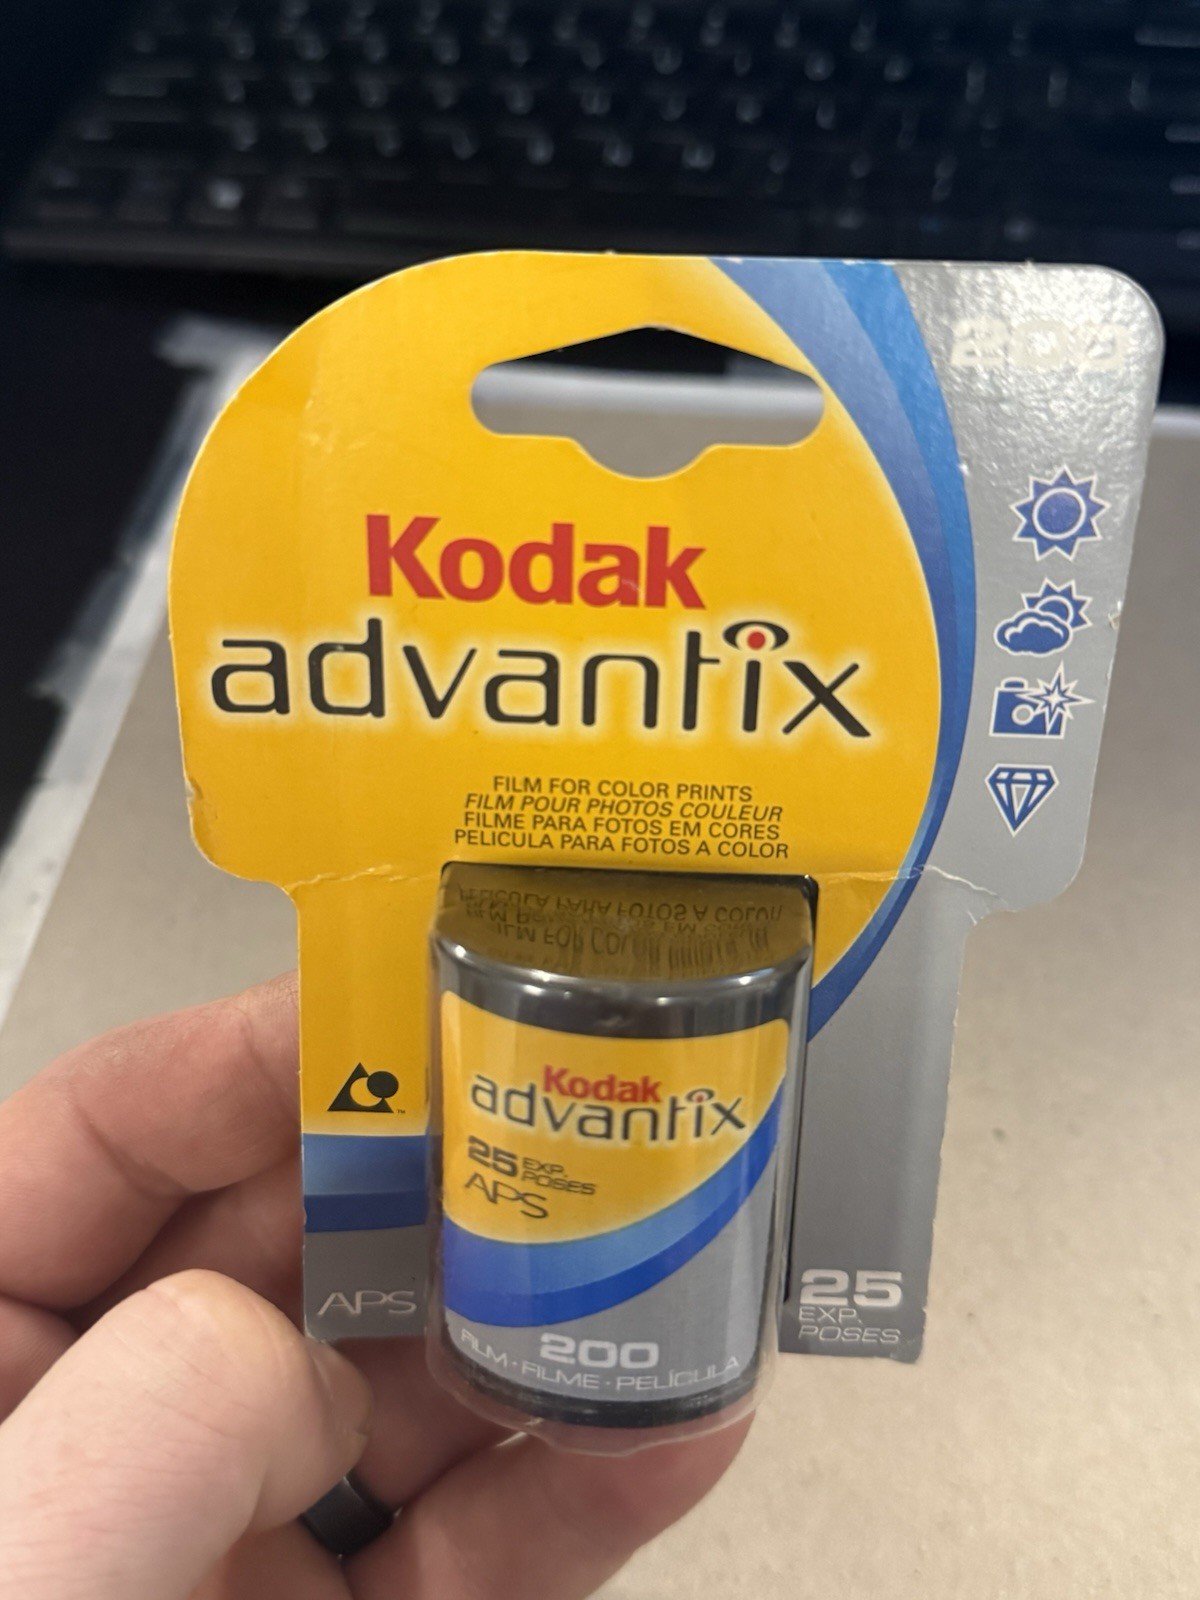 200
Kodak
advantix
FILM FOR COLOR PRINTS
FILM POUR PHOTOS COULEUR
FILME PARA FOTOS EM CORES
PELICULA PARA FOTOS A COLOR
Kodak
advantix
25 EXP.
POSES
APS
200
FILM · FILME · PELÍCULA
APS
25
EXP.
POSES